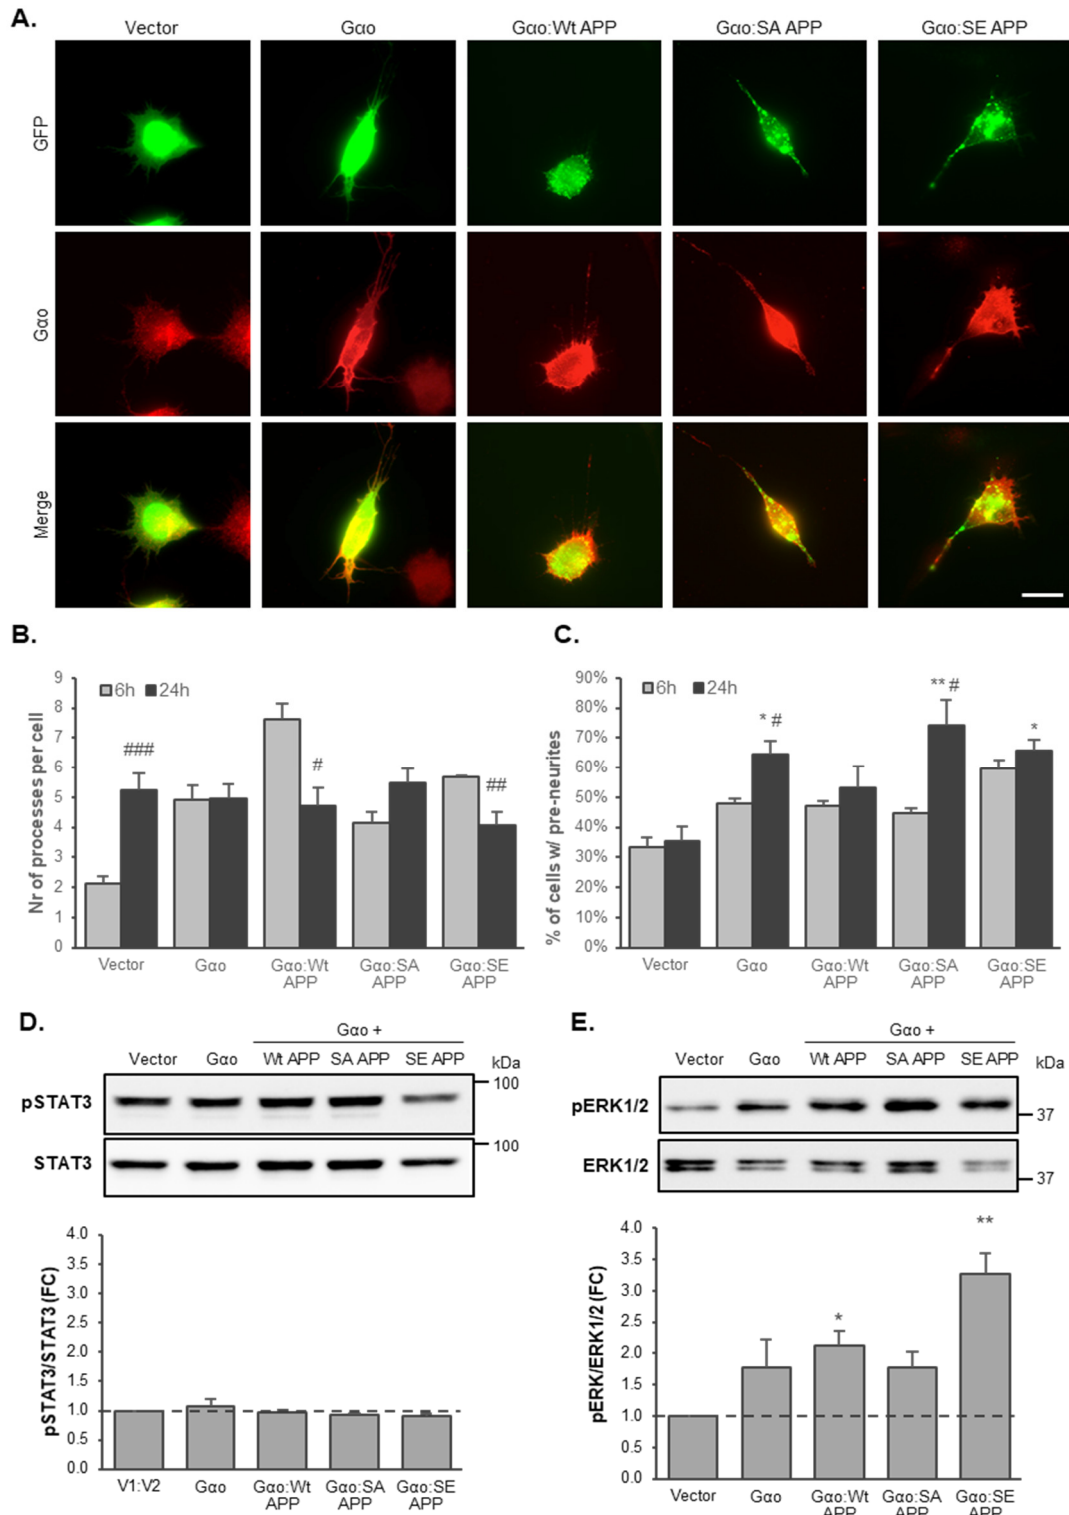 A.
Vector Gαo Gαo:Wt APP Gαo:SA APP Gαo:SE APP
GFP
Gαo
Merge
B.
Nr of processes per cell
9
8
7
6
5
4
3
2
1
0
6h 24h
###
#
##
Vector Gαo Gαo:Wt APP Gαo:SA APP Gαo:SE APP
C.
% of cells w/ pre-neurites
90%
80%
70%
60%
50%
40%
30%
20%
10%
0%
6h 24h
* #
** #
*
Vector Gαo Gαo:Wt APP Gαo:SA APP Gαo:SE APP
D.
Gαo +
Vector Gαo Wt APP SA APP SE APP kDa
pSTAT3
100
STAT3
100
pSTAT3/STAT3 (FC)
4.0
3.5
3.0
2.5
2.0
1.5
1.0
0.5
0.0
V1:V2 Gαo Gαo:Wt APP Gαo:SA APP Gαo:SE APP
E.
Gαo +
Vector Gαo Wt APP SA APP SE APP kDa
pERK1/2
37
ERK1/2
37
pERK/ERK1/2 (FC)
4.0
3.5
3.0
2.5
2.0
1.5
1.0
0.5
0.0
*
**
Vector Gαo Gαo:Wt APP Gαo:SA APP Gαo:SE APP